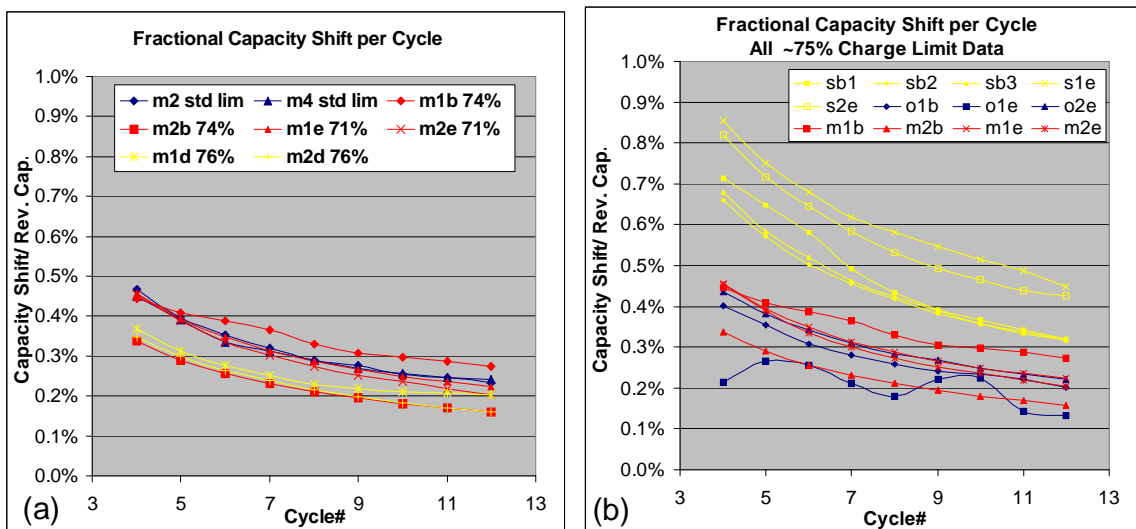 Fractional Capacity Shift per Cycle
m2 std lim m4 std lim m1b 74%
m2b 74% m1e 71% m2e 71%
m1d 76% m2d 76%
1.0%
0.9%
0.8%
0.7%
0.6%
0.5%
0.4%
0.3%
0.2%
0.1%
0.0%
Capacity Shift/ Rev. Cap.
3 5 7 9 11 13
Cycle#
(a)
Fractional Capacity Shift per Cycle
All ~75% Charge Limit Data
sb1 sb2 sb3 s1e
s2e o1b o1e o2e
m1b m2b m1e m2e
1.0%
0.9%
0.8%
0.7%
0.6%
0.5%
0.4%
0.3%
0.2%
0.1%
0.0%
Capacity Shift/ Rev. Cap.
3 5 7 9 11 13
Cycle#
(b)